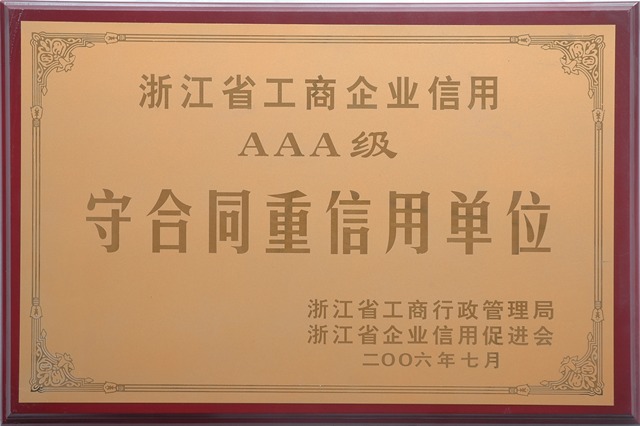 浙江省工商企业信用
AAA级
守合同重信用单位
浙江省工商行政管理局
浙江省企业信用促进会
二〇〇六年七月